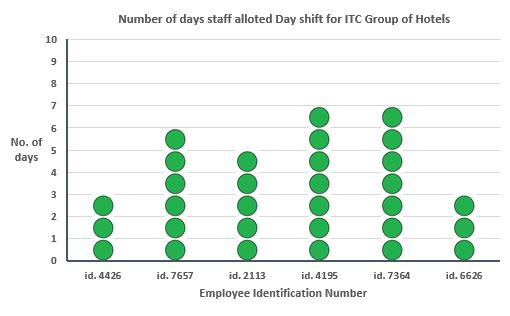 Number of days staff alloted Day shift for ITC Group of Hotels
10
9
8
7
6
5
4
3
2
1
0
No. of
days
id. 4426 id. 7657 id. 2113 id. 4195 id. 7364 id. 6626
Employee Identification Number